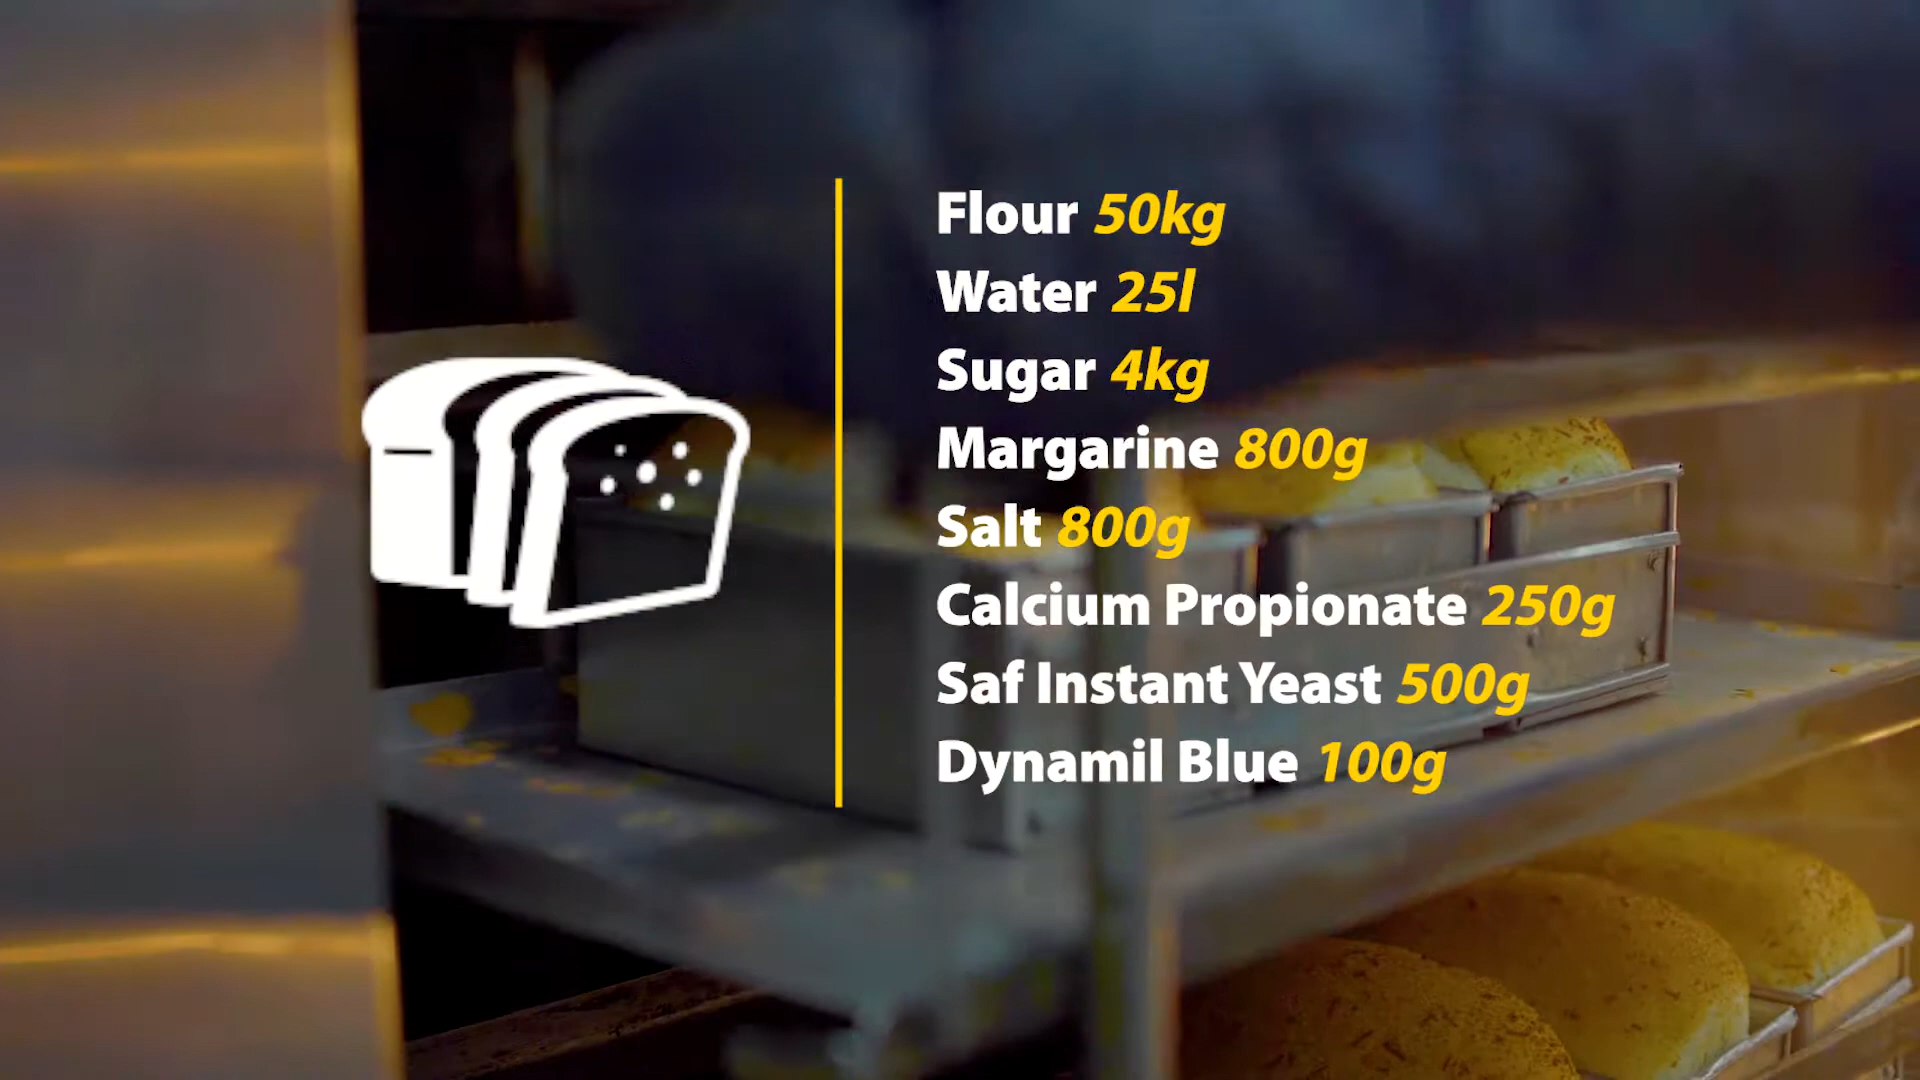 Flour 50kg
Water 25l
Sugar 4kg
Margarine 800g
Salt 800g
Calcium Propionate 250g
Saf Instant Yeast 500g
Dynamil Blue 100g